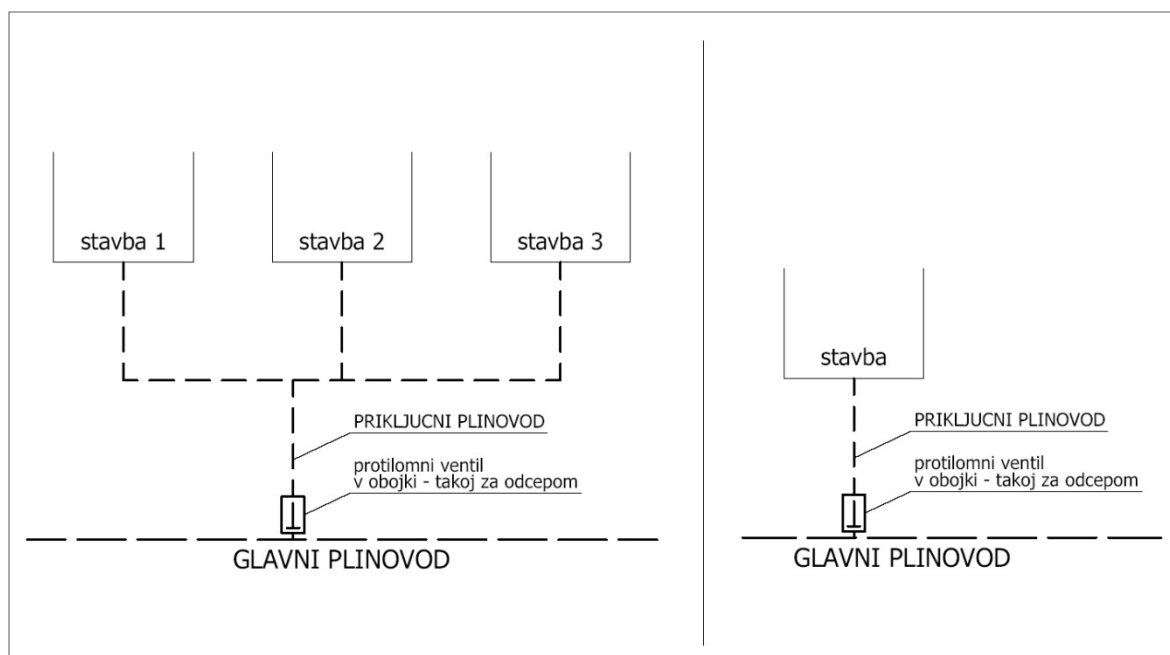 stavba 1
stavba 2
stavba 3
PRIKLJUCNI PLINOVOD
protilomni ventil
v obojki - takoj za odcepom
GLAVNI PLINOVOD
stavba
PRIKLJUCNI PLINOVOD
protilomni ventil
v obojki - takoj za odcepom
GLAVNI PLINOVOD